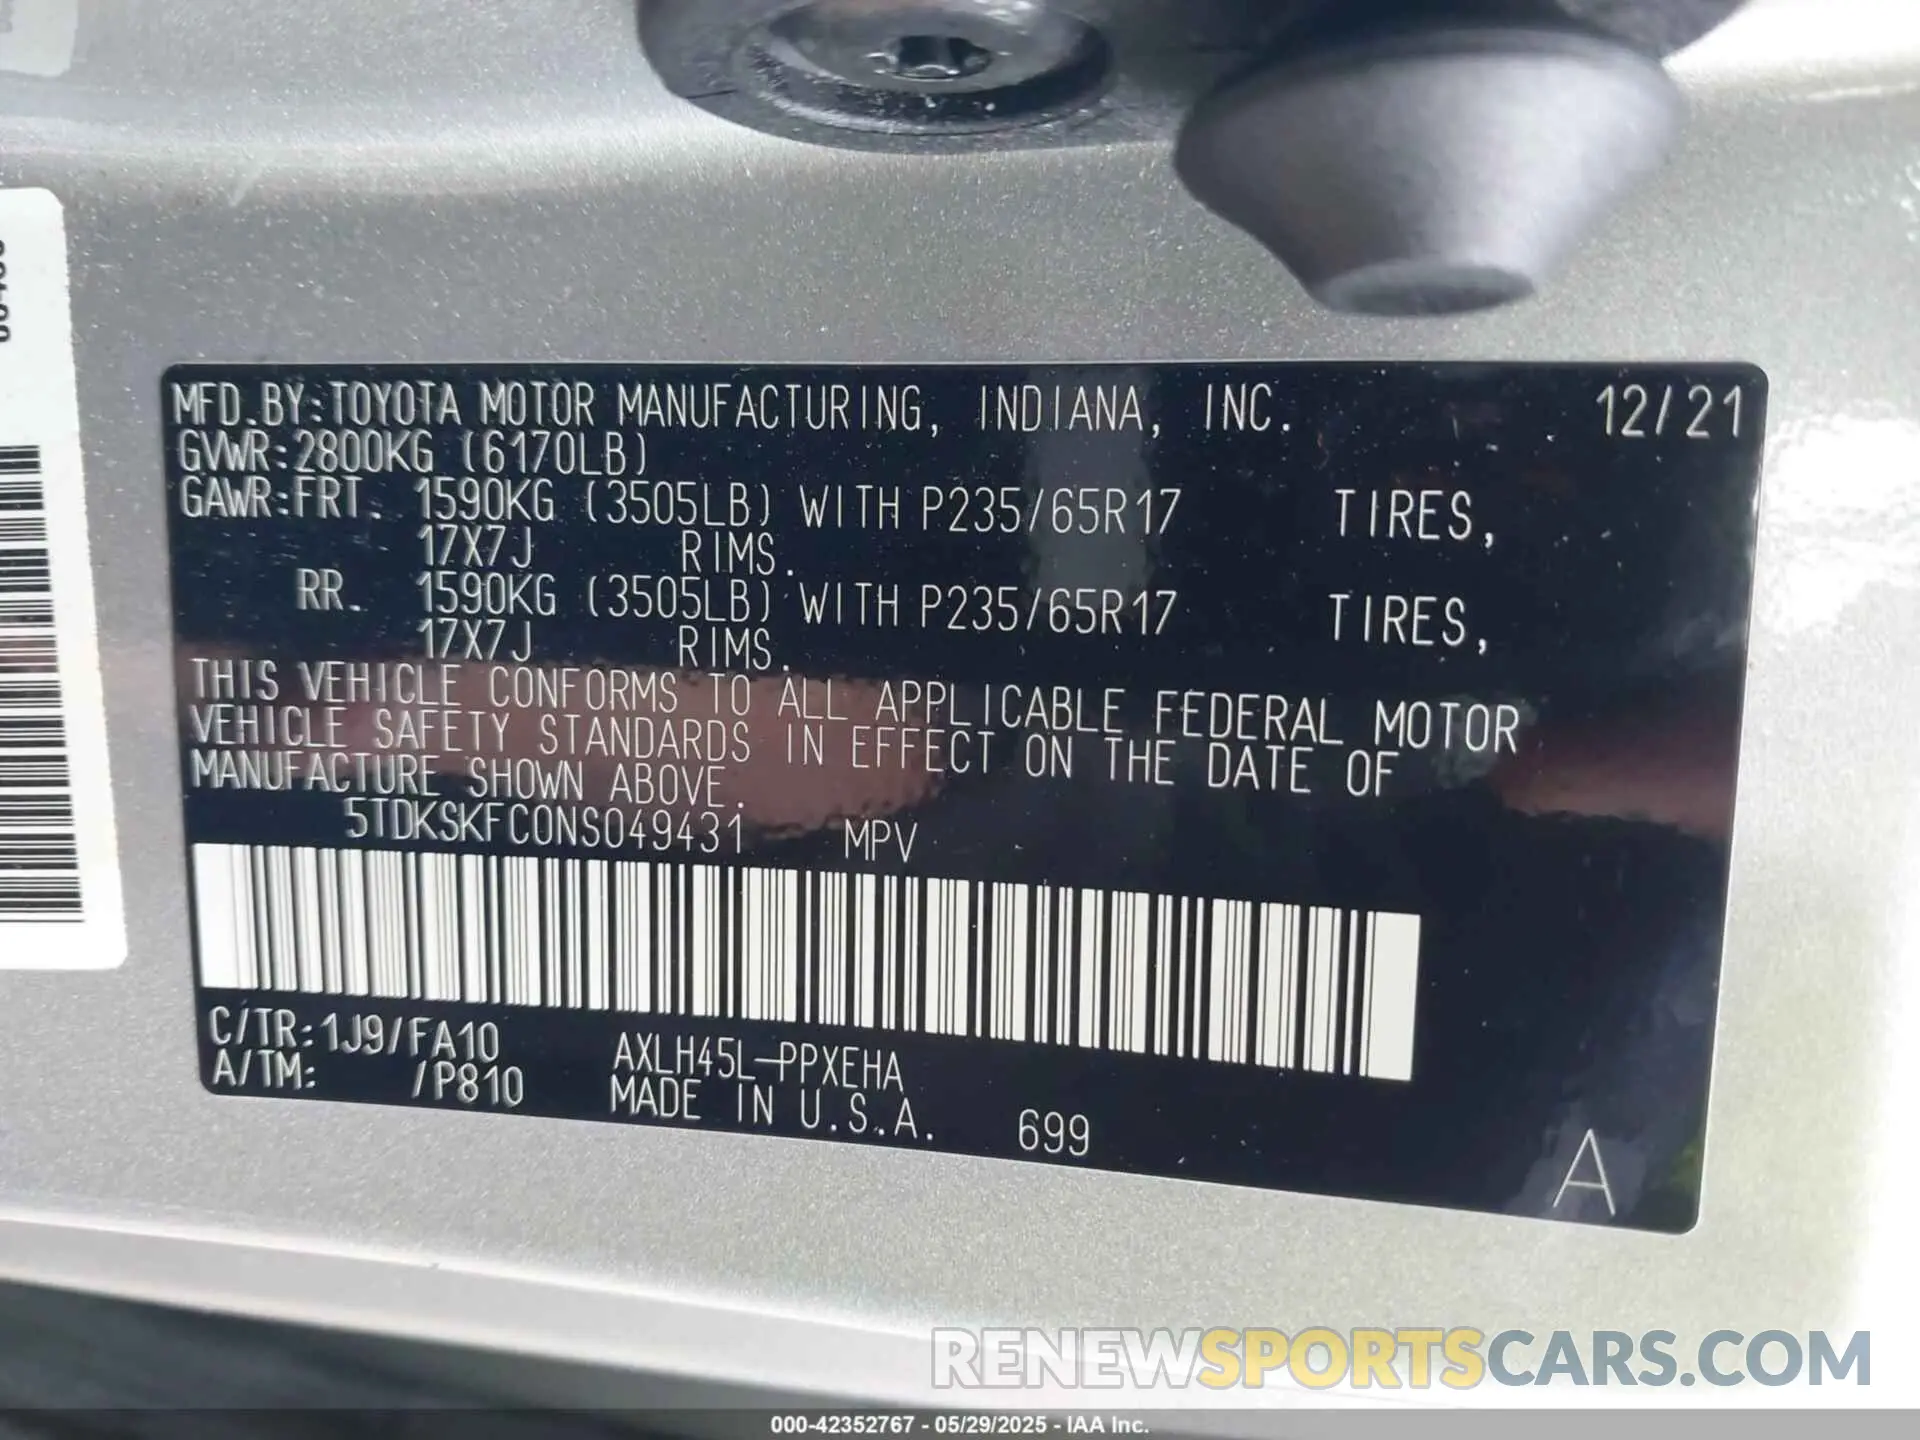 MFD.BY:TOYOTA MOTOR MANUFACTURING, INDIANA, INC. 12/21
GVWR:2800KG (6170LB)
GAWR:FRT. 1590KG (3505LB) WITH P235/65R17 TIRES,
17X7J RIMS.
RR. 1590KG (3505LB) WITH P235/65R17 TIRES,
17X7J RIMS.
THIS VEHICLE CONFORMS TO ALL APPLICABLE FEDERAL MOTOR
VEHICLE SAFETY STANDARDS IN EFFECT ON THE DATE OF
MANUFACTURE SHOWN ABOVE.
5TDKSKFC0NS049431 MPV
C/TR:1J9/FA10 AXLH45L-PPXEHA
A/TM: /P810 MADE IN U.S.A. 699
A
RENEWSPORTSCARS.COM
000-42352767 - 05/29/2025 - IAA Inc.